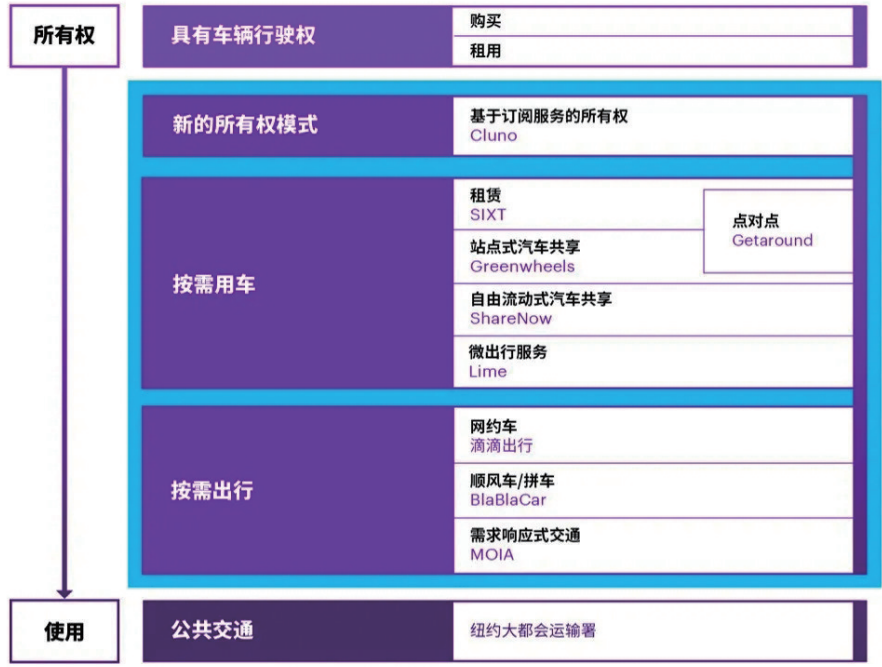 所有权
具有车辆行驶权
购买
租用
新的所有权模式
基于订阅服务的所有权
Cluno
按需用车
租赁
SIXT
点对点
Getaround
站点式汽车共享
Greenwheels
自由流动式汽车共享
ShareNow
微出行服务
Lime
按需出行
网约车
滴滴出行
顺风车/拼车
BlaBlaCar
需求响应式交通
MOIA
使用
公共交通
纽约大都会运输署